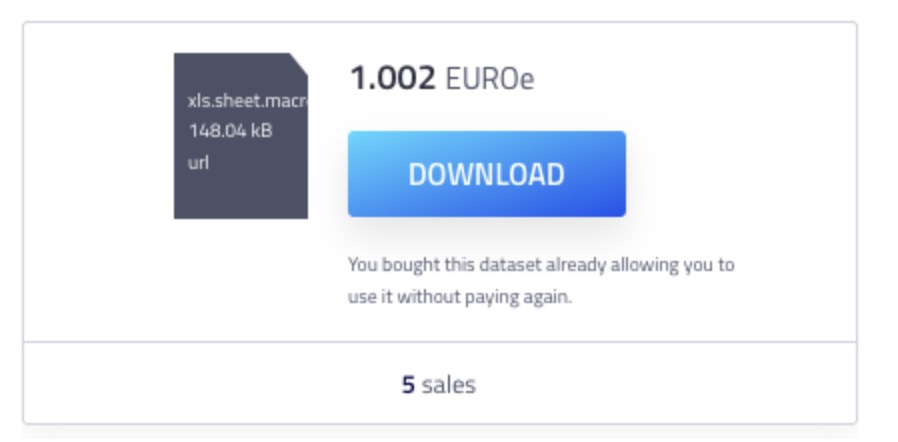 xls.sheet.macr
148.04 kB
url
1.002 EUROe
DOWNLOAD
You bought this dataset already allowing you to
use it without paying again.
5 sales